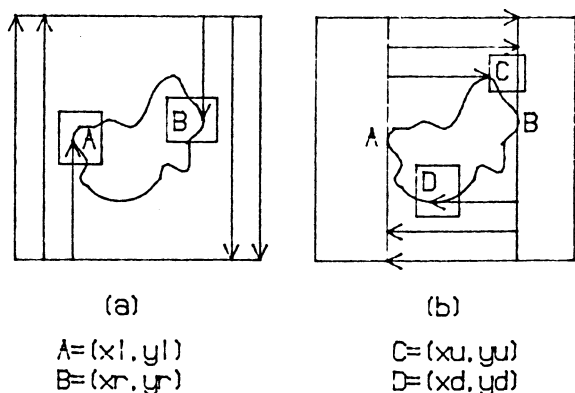 A
B
C
A
B
D
(a)
(b)
A=(xl,yl)
B=(xr,yr)
C=(xu,yu)
D=(xd,yd)